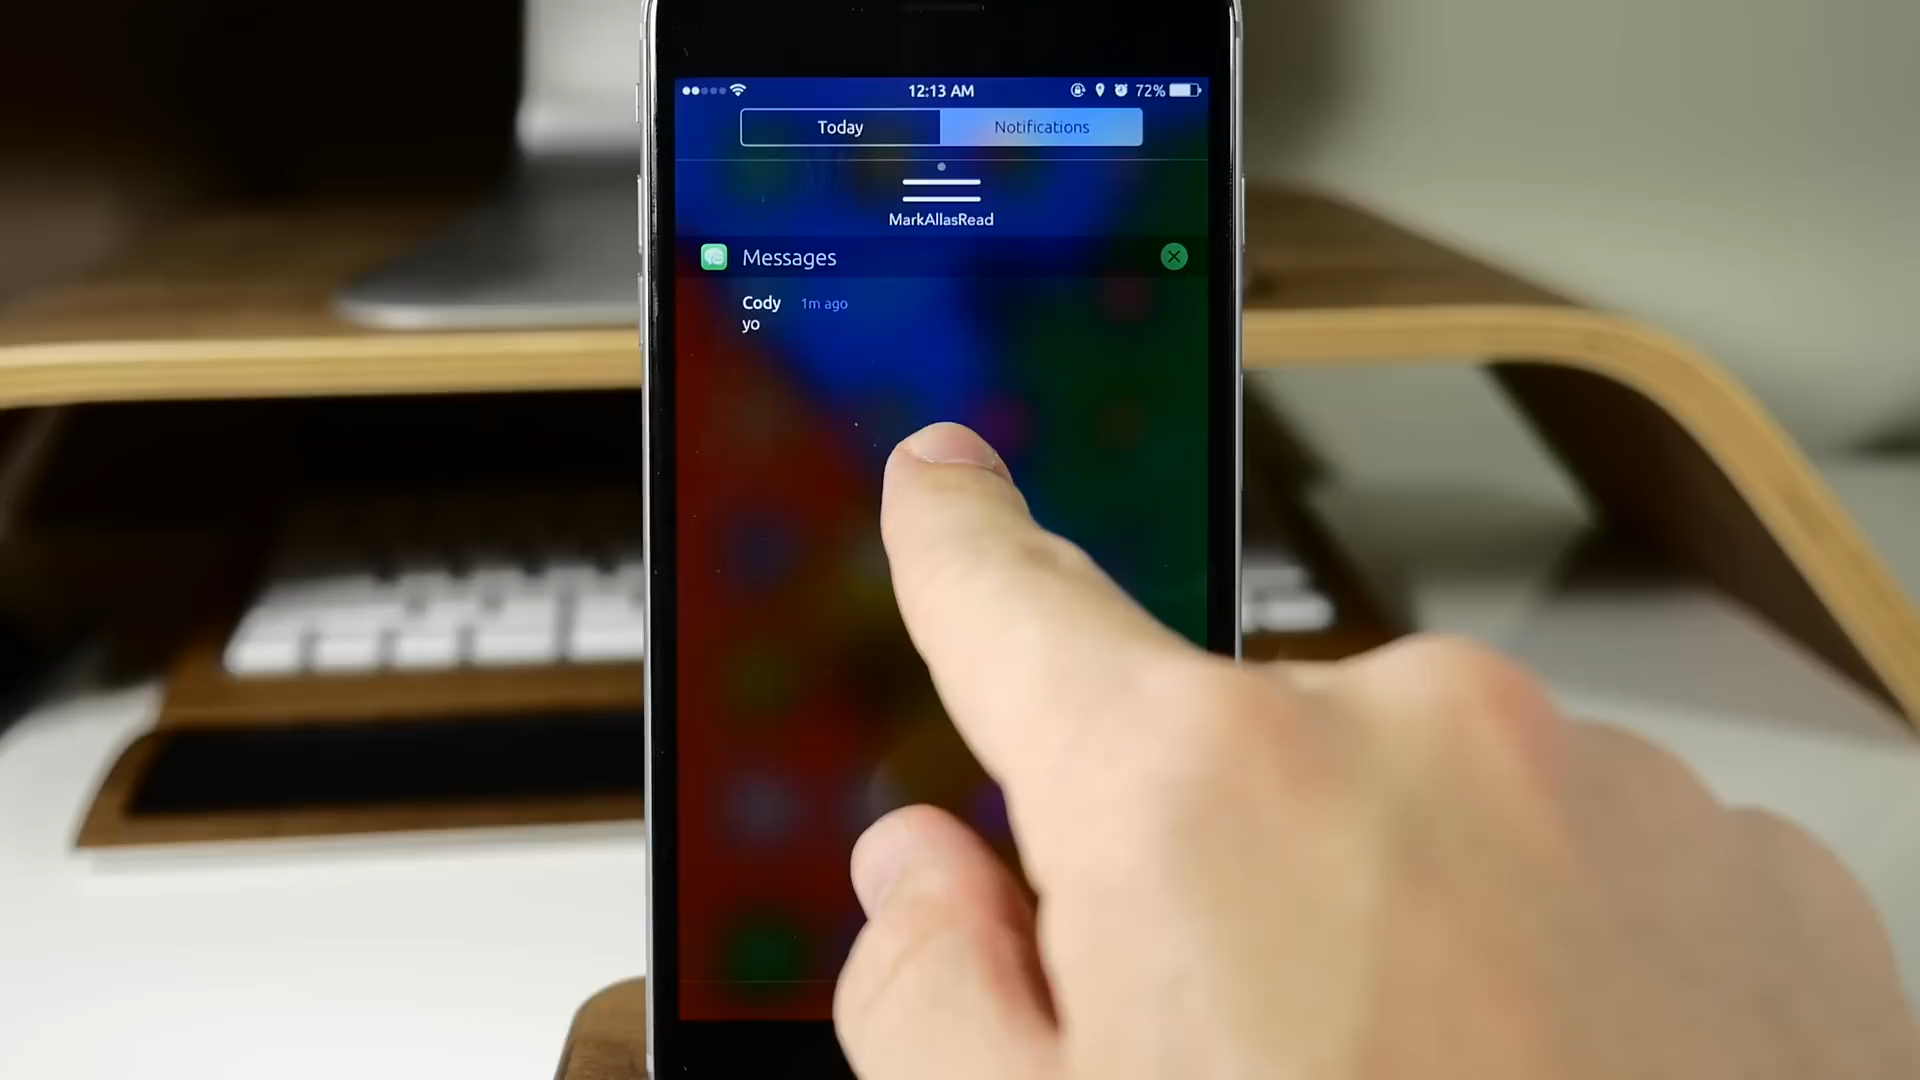 12:13 AM 72%
Today Notifications
MarkAllasRead
Messages
Cody 1m ago
yo